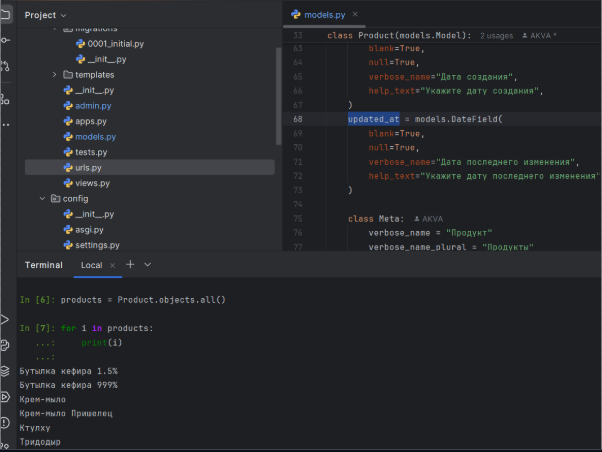 Project
models.py
migrations
0001_initial.py
__init__.py
templates
__init__.py
admin.py
apps.py
models.py
tests.py
urls.py
views.py
config
__init__.py
asgi.py
settings.py
33 class Product(models.Model): 2 usages AKVA *
63 blank=True,
64 null=True,
65 verbose_name="Дата создания",
66 help_text="Укажите дату создания",
67 )
68 updated_at = models.DateField(
69 blank=True,
70 null=True,
71 verbose_name="Дата последнего изменения",
72 help_text="Укажите дату последнего изменения"
73 )
74
75 class Meta: AKVA
76 verbose_name = "Продукт"
77 verbose_name_plural = "Продукты"
Terminal Local
In [6]: products = Product.objects.all()
In [7]: for i in products:
...: print(i)
...:
Бутылка кефира 1.5%
Бутылка кефира 999%
Крем-мыло
Крем-мыло Пришелец
Ктулху
Тридодыр